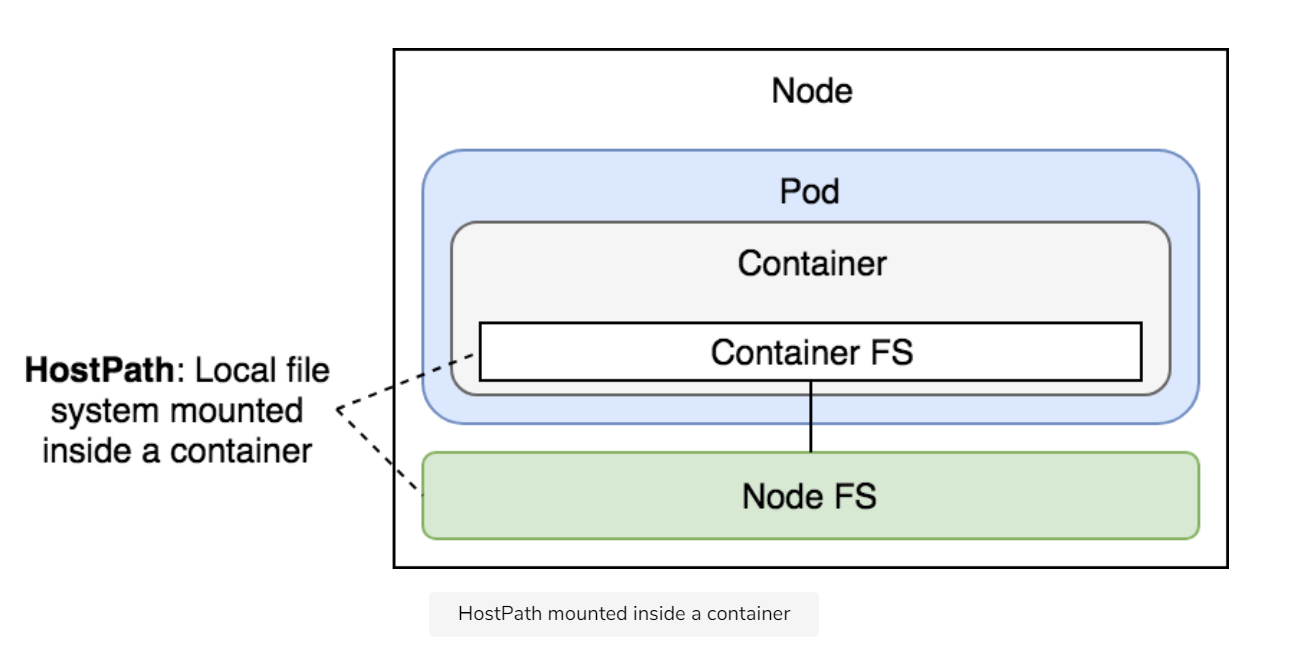 Node
Pod
Container
Container FS
HostPath: Local file
system mounted
inside a container
Node FS
HostPath mounted inside a container